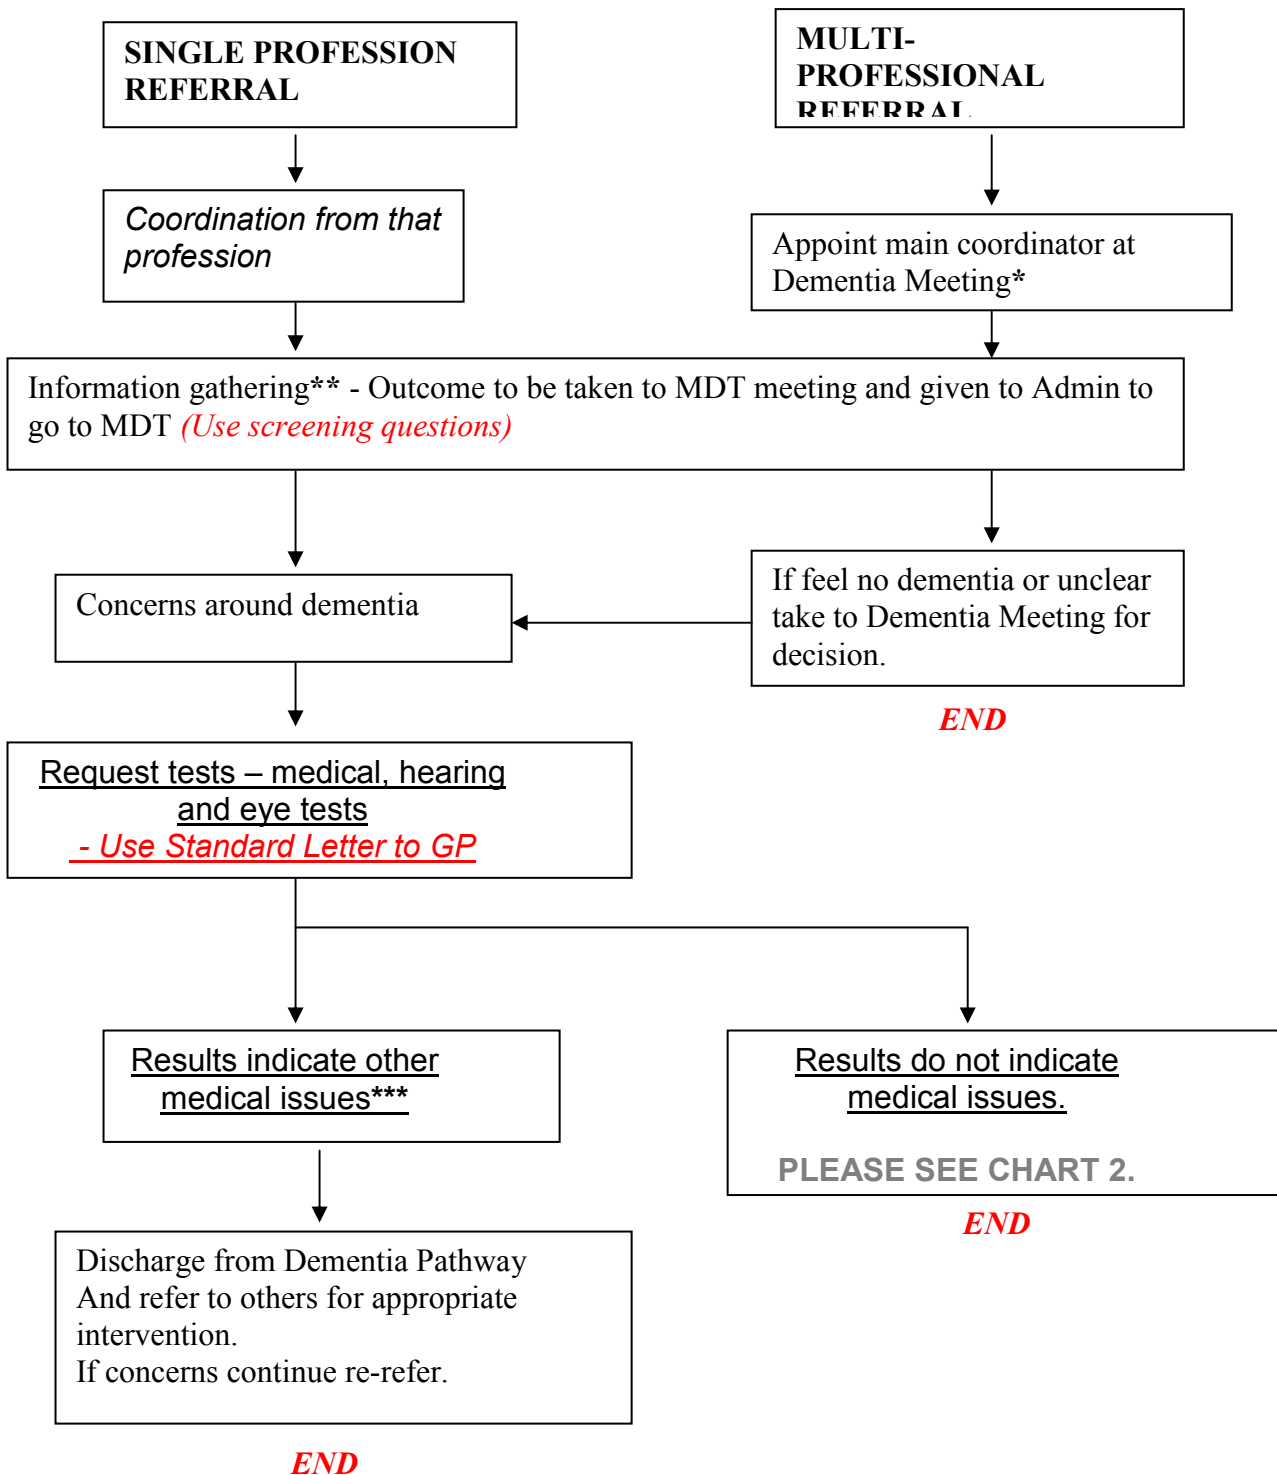 SINGLE PROFESSION
REFERRAL
MULTI-
PROFESSIONAL
REFERRAL
Coordination from that
profession
Appoint main coordinator at
Dementia Meeting*
Information gathering** - Outcome to be taken to MDT meeting and given to Admin to
go to MDT (Use screening questions)
Concerns around dementia
If feel no dementia or unclear
take to Dementia Meeting for
decision.
END
Request tests – medical, hearing
and eye tests
- Use Standard Letter to GP
Results indicate other
medical issues***
Results do not indicate
medical issues.
PLEASE SEE CHART 2.
END
Discharge from Dementia Pathway
And refer to others for appropriate
intervention.
If concerns continue re-refer.
END